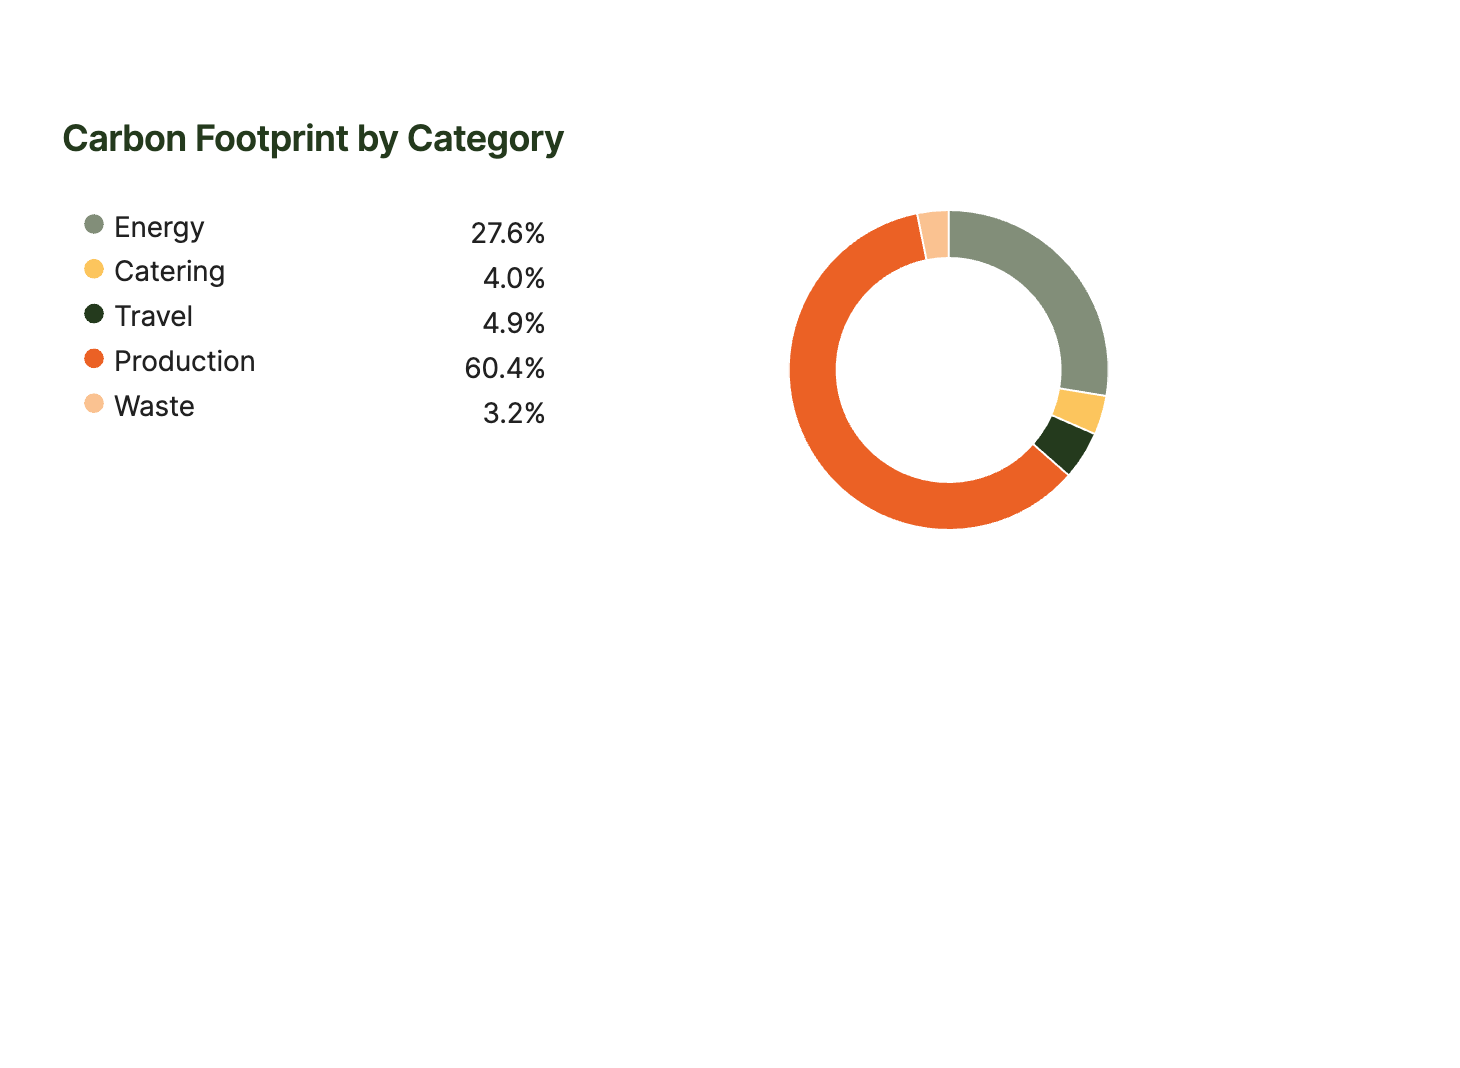 Carbon Footprint by Category
Energy 27.6%
Catering 4.0%
Travel 4.9%
Production 60.4%
Waste 3.2%